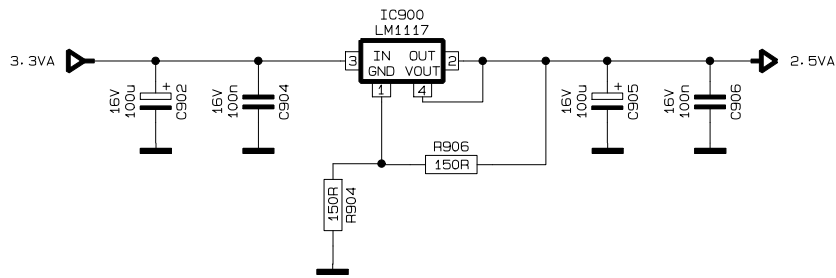 IC900
LM1117
3.3VA
3
IN
OUT
2
2.5VA
GND
VOUT
1
4
16V
100u
+
C902
16V
100n
C904
16V
100u
+
C905
16V
100n
C906
R906
150R
150R
R904